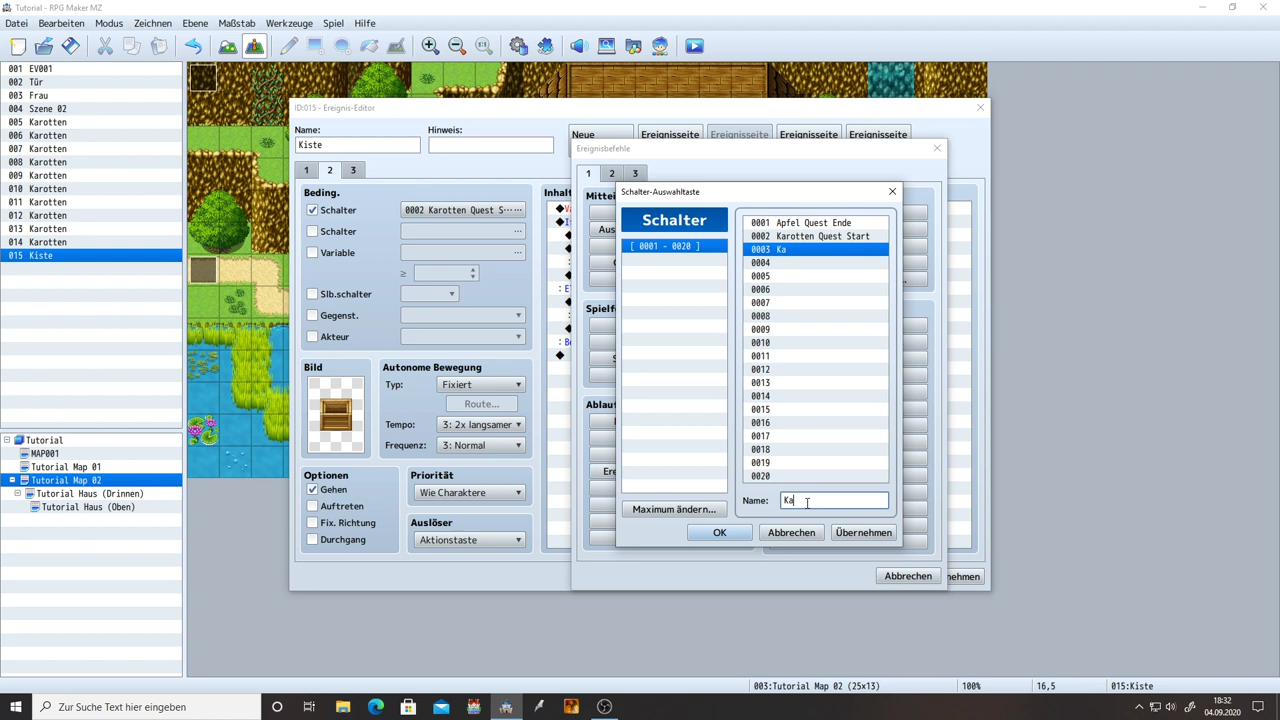 Tutorial - RPG Maker MZ
Datei Bearbeiten Modus Zeichnen Ebene Maßstab Werkzeuge Spiel Hilfe
001 EV001
002 Tür
003 Frau
004 Szene 02
005 Karotten
006 Karotten
007 Karotten
008 Karotten
009 Karotten
010 Karotten
011 Karotten
012 Karotten
013 Karotten
014 Karotten
015 Kiste
Tutorial
MAP001
Tutorial Map 01
Tutorial Map 02
Tutorial Haus (Drinnen)
Tutorial Haus (Oben)
ID:015 - Ereignis-Editor
Name: Hinweis:
Kiste
Neue Ereignisseite Ereignisseite Ereignisseite Ereignisseite
1 2 3
Beding.
Schalter 0002 Karotten Quest S... ...
Schalter ...
Variable ...
≥
Slb.schalter
Gegenst.
Akteur
Bild
Autonome Bewegung
Typ: Fixiert
Route...
Tempo: 3: 2x langsamer
Frequenz: 3: Normal
Optionen
Gehen
Auftreten
Fix. Richtung
Durchgang
Priorität
Wie Charaktere
Auslöser
Aktionstaste
Ereignisbefehle
1 2 3
Abbrechen
Schalter-Auswahltaste
Schalter
[ 0001 - 0020 ]
Maximum ändern...
0001 Apfel Quest Ende
0002 Karotten Quest Start
0003 Ka
0004
0005
0006
0007
0008
0009
0010
0011
0012
0013
0014
0015
0016
0017
0018
0019
0020
Name: Ka
OK Abbrechen Übernehmen
003:Tutorial Map 02 (25x13) 100% 16,5 015:Kiste
Zur Suche Text hier eingeben
18:32
04.09.2020